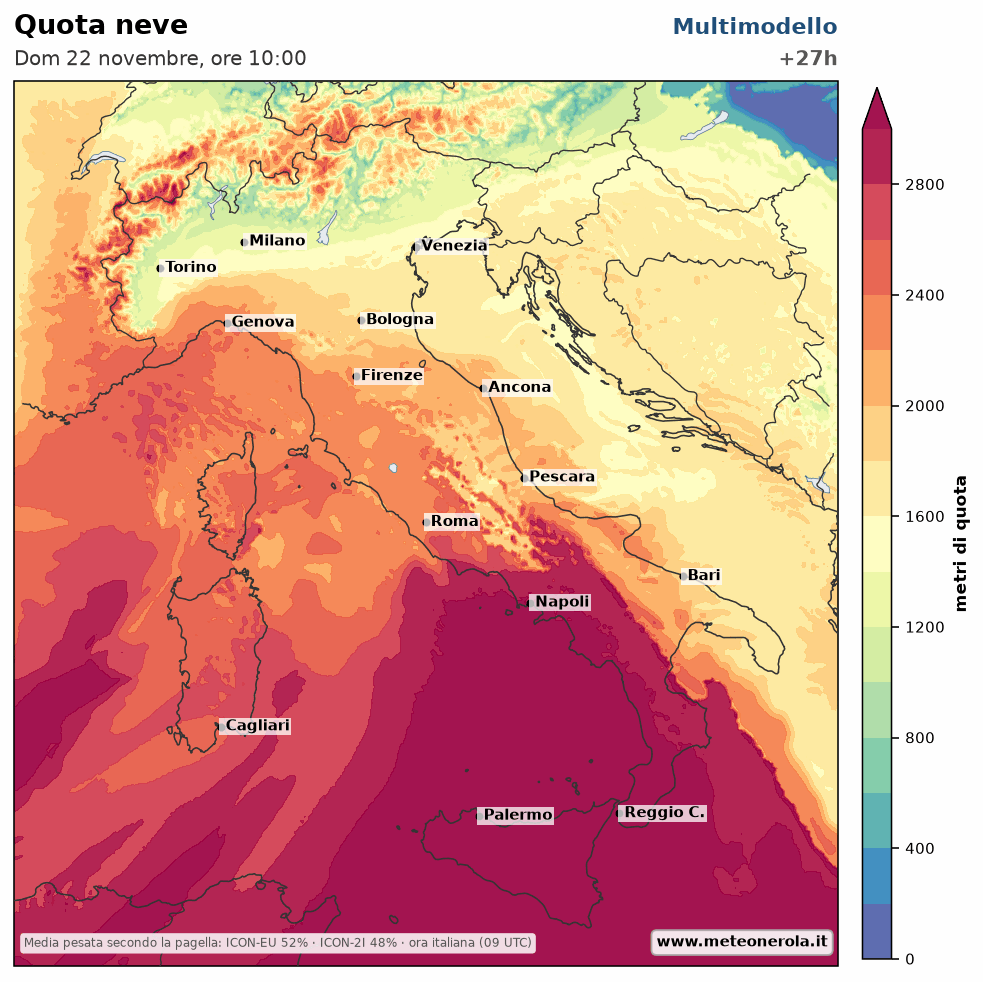 Quota neve
Multimodello
Dom 22 novembre, ore 10:00
+27h
Milano
Venezia
Torino
Genova
Bologna
Firenze
Ancona
Pescara
Roma
Bari
Napoli
Cagliari
Palermo
Reggio C.
2800
2400
2000
1600
1200
800
400
0
metri di quota
Media pesata secondo la pagella: ICON-EU 52% · ICON-2I 48% · ora italiana (09 UTC)
www.meteonerola.it